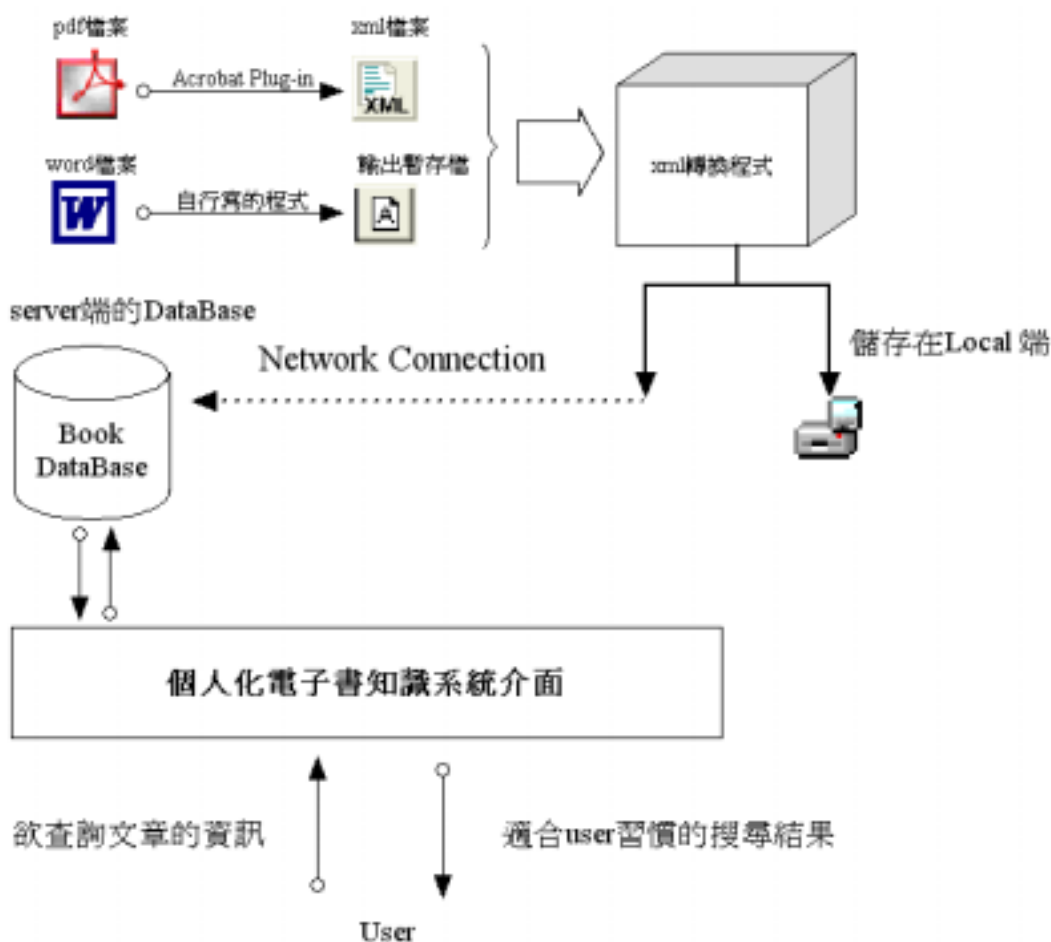 pdf檔案
xml檔案
Acrobat Plug-in
XML
word檔案
輸出暫存檔
自行寫的程式
W
A
xml轉換程式
server端的DataBase
Network Connection
儲存在Local 端
Book
DataBase
個人化電子書知識系統介面
欲查詢文章的資訊
適合user習慣的搜尋結果
User